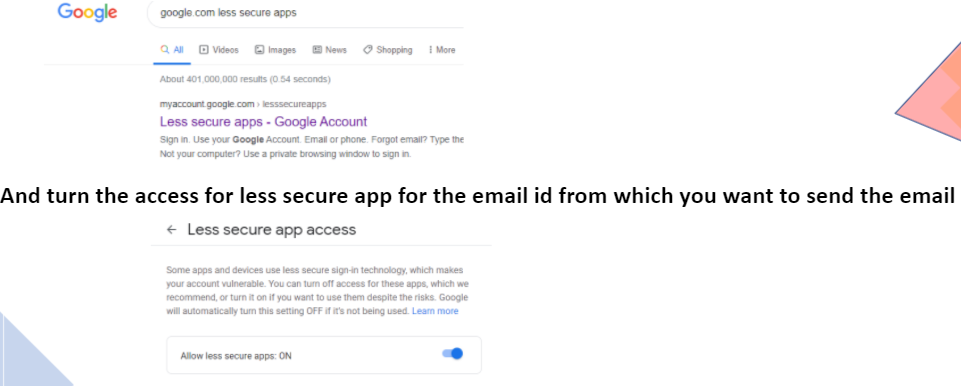 Google
google.com less secure apps
All Videos Images News Shopping More
About 401,000,000 results (0.54 seconds)
myaccount.google.com › lesssecureapps
Less secure apps - Google Account
Sign in. Use your Google Account. Email or phone. Forgot email? Type the
Not your computer? Use a private browsing window to sign in.
And turn the access for less secure app for the email id from which you want to send the email
← Less secure app access
Some apps and devices use less secure sign-in technology, which makes
your account vulnerable. You can turn off access for these apps, which we
recommend, or turn it on if you want to use them despite the risks. Google
will automatically turn this setting OFF if it's not being used. Learn more
Allow less secure apps: ON